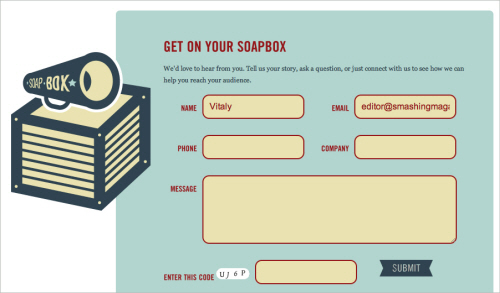 GET ON YOUR SOAPBOX
We'd love to hear from you. Tell us your story, ask a question, or just connect with us to see how we can
help you reach your audience.
SOAP BOX
NAME Vitaly EMAIL editor@smashingmaga
PHONE COMPANY
MESSAGE
ENTER THIS CODE U J 6 P SUBMIT